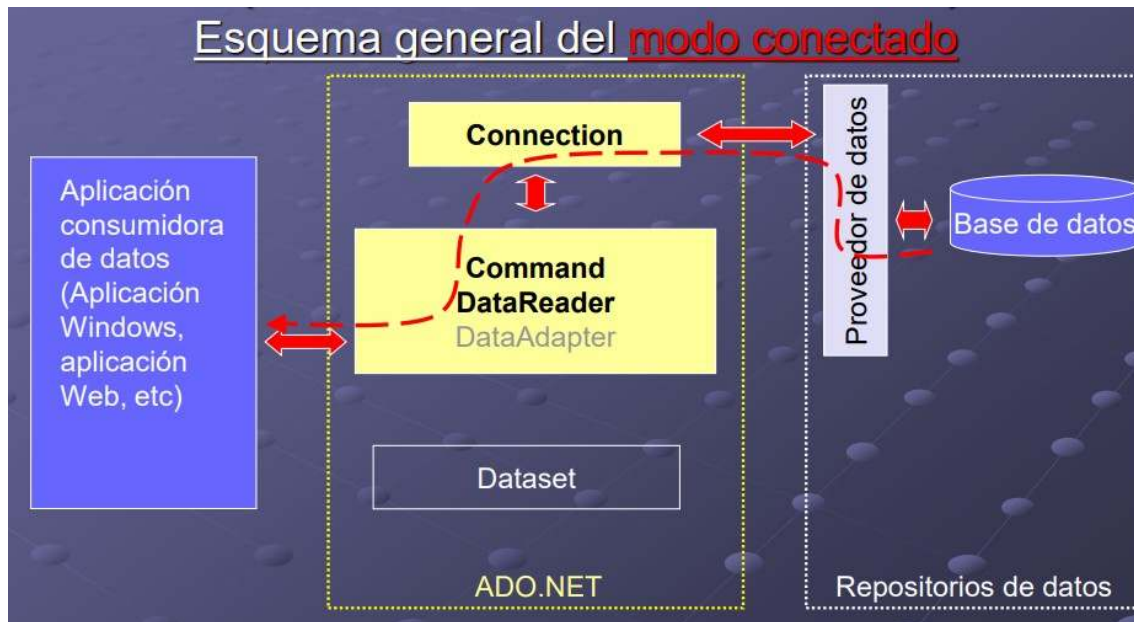 Esquema general del modo conectado
Aplicación
consumidora
de datos
(Aplicación
Windows,
aplicación
Web, etc)
Connection
Command
DataReader
DataAdapter
Dataset
ADO.NET
Proveedor de datos
Base de datos
Repositorios de datos